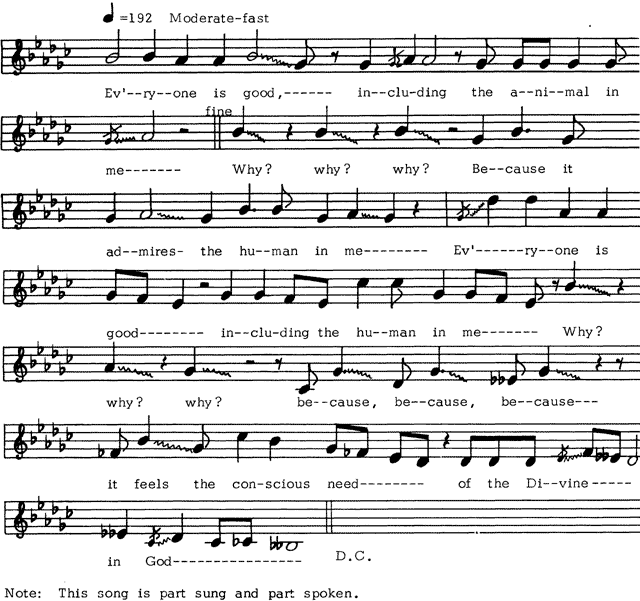 =192 Moderate-fast
Ev'--ry--one is good,------ in--clu-ding the a--ni--mal in
fine
me------- Why? why? why? Be--cause it
ad--mires- the hu--man in me-------- Ev'------ry--one is
good-------- in--clu-ding the hu--man in me------- Why?
why? why? be--cause, be--cause, be--cause---
it feels the con-scious need-------- of the Di--vine -----
in God----------------
D.C.
Note: This song is part sung and part spoken.